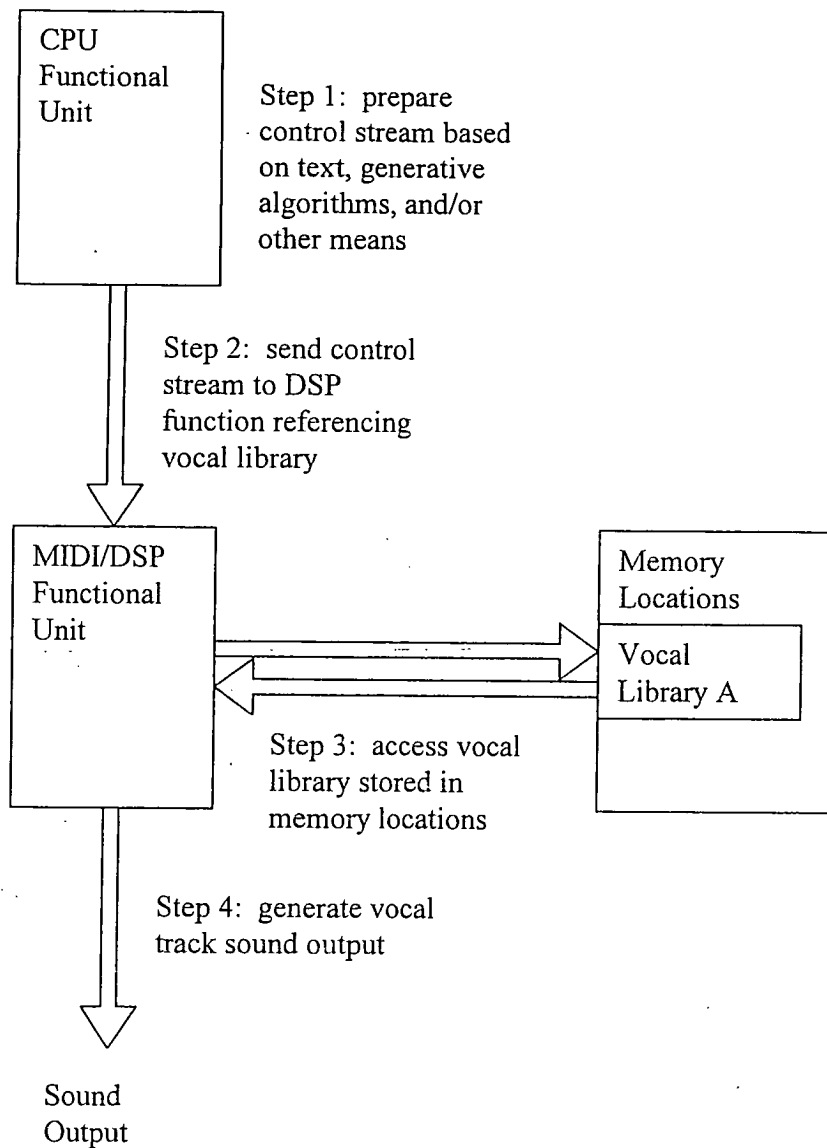 CPU
Functional
Unit
Step 1: prepare
control stream based
on text, generative
algorithms, and/or
other means
Step 2: send control
stream to DSP
function referencing
vocal library
MIDI/DSP
Functional
Unit
Memory
Locations
Vocal
Library A
Step 3: access vocal
library stored in
memory locations
Step 4: generate vocal
track sound output
Sound
Output